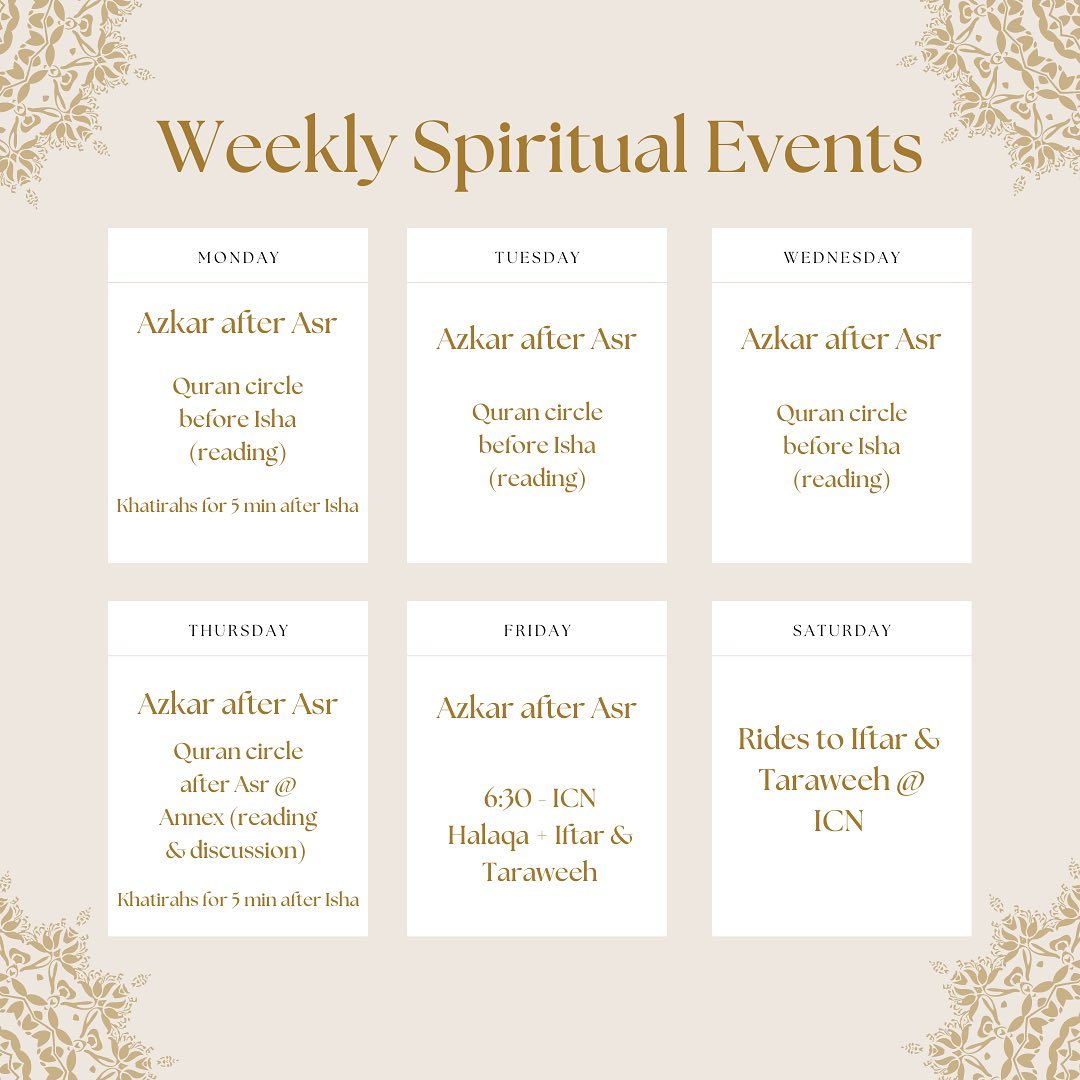 Weekly Spiritual Events
MONDAY
Azkar after Asr
Quran circle
before Isha
(reading)
Khatirahs for 5 min after Isha
TUESDAY
Azkar after Asr
Quran circle
before Isha
(reading)
WEDNESDAY
Azkar after Asr
Quran circle
before Isha
(reading)
THURSDAY
Azkar after Asr
Quran circle
after Asr @
Annex (reading
& discussion)
Khatirahs for 5 min after Isha
FRIDAY
Azkar after Asr
6:30 - ICN
Halaqa + Iftar &
Taraweeh
SATURDAY
Rides to Iftar &
Taraweeh @
ICN